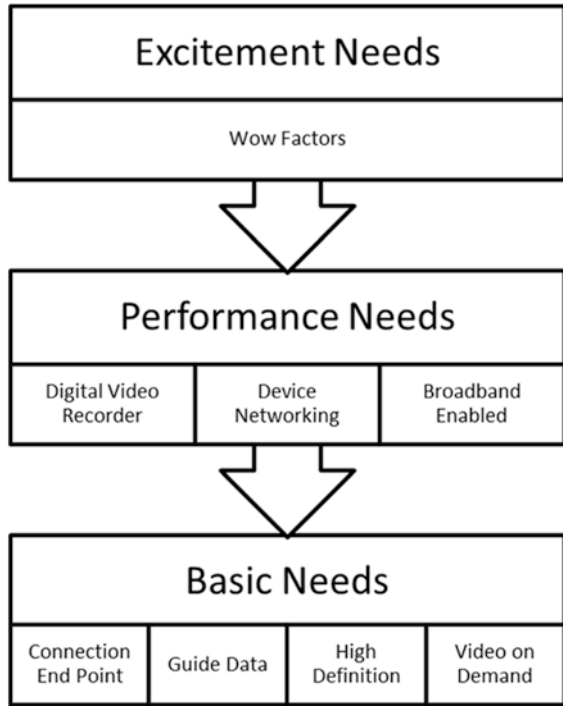 Excitement Needs
Wow Factors
Performance Needs
Digital Video
Recorder
Device
Networking
Broadband
Enabled
Basic Needs
Connection
End Point
Guide Data
High
Definition
Video on
Demand